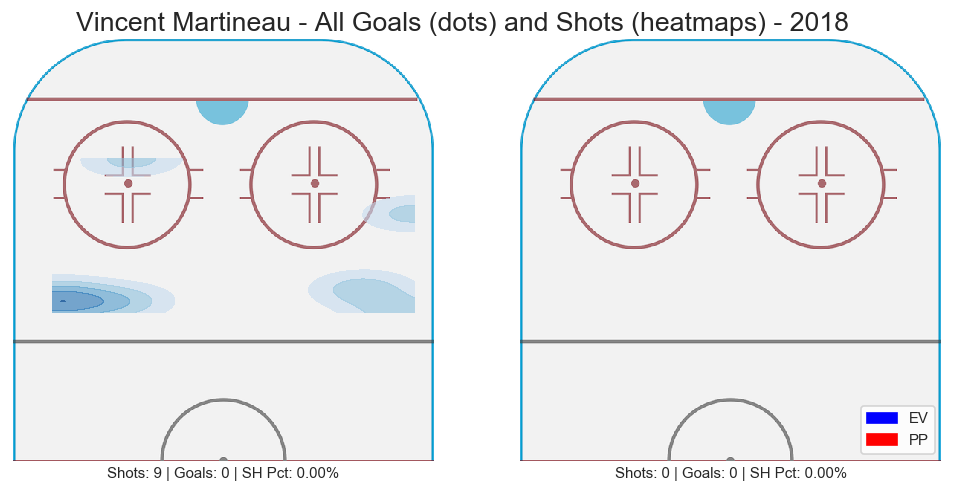 Vincent Martineau - All Goals (dots) and Shots (heatmaps) - 2018
EV
PP
Shots: 9 | Goals: 0 | SH Pct: 0.00%
Shots: 0 | Goals: 0 | SH Pct: 0.00%